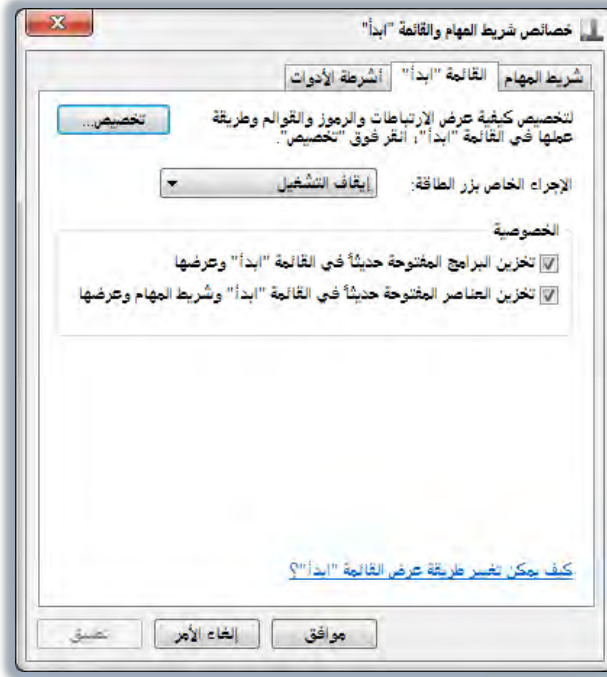 خصائص شريط المهام والقائمة "ابدأ"
شريط المهام
القائمة "ابدأ"
أشرطة الأدوات
لتخصيص كيفية عرض الارتباطات والرموز والقوائم وطريقة
عملها في القائمة "ابدأ"، انقر فوق "تخصيص".
تخصيص...
الإجراء الخاص بزر الطاقة:
إيقاف التشغيل
الخصوصية
تخزين البرامج المفتوحة حديثاً في القائمة "ابدأ" وعرضها
تخزين العناصر المفتوحة حديثاً في القائمة "ابدأ" وشريط المهام وعرضها
كيف يمكن تغيير طريقة عرض القائمة "ابدأ"؟
موافق
إلغاء الأمر
تطبيق